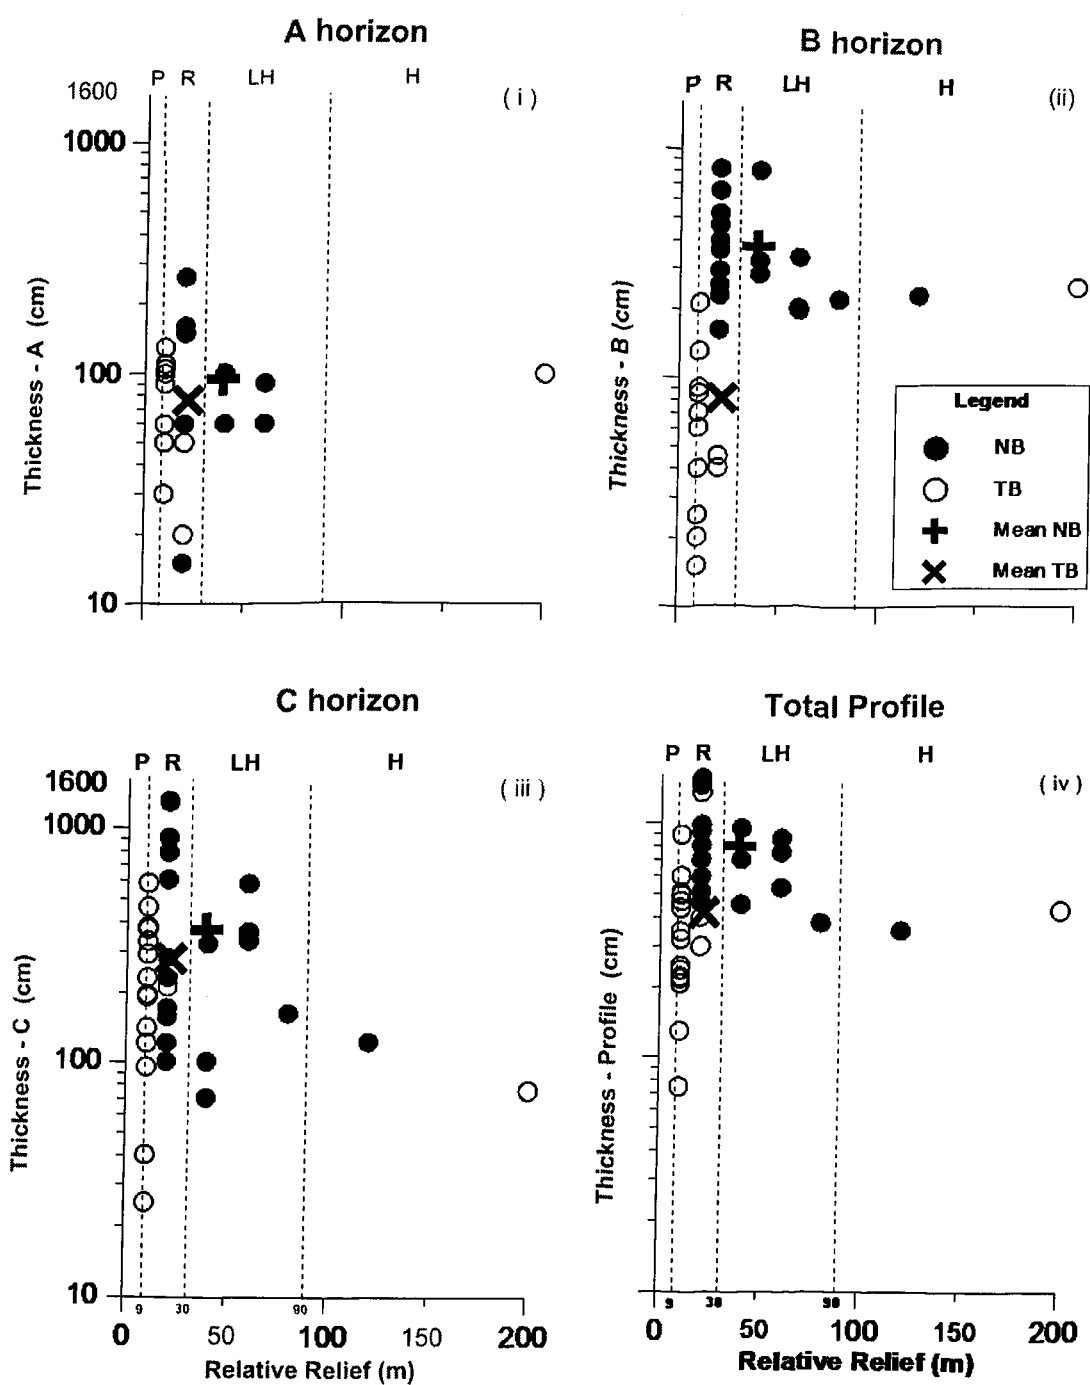 A horizon
P R LH H
( i )
1600
1000
100
10
Thickness - A (cm)
B horizon
P R LH H
(ii)
Thickness - B (cm)
Legend
NB
TB
Mean NB
Mean TB
C horizon
P R LH H
( iii )
1600
1000
100
10
Thickness - C (cm)
9 30 90
0 50 100 150 200
Relative Relief (m)
Total Profile
P R LH H
( iv )
Thickness - Profile (cm)
9 30 90
0 50 100 150 200
Relative Relief (m)